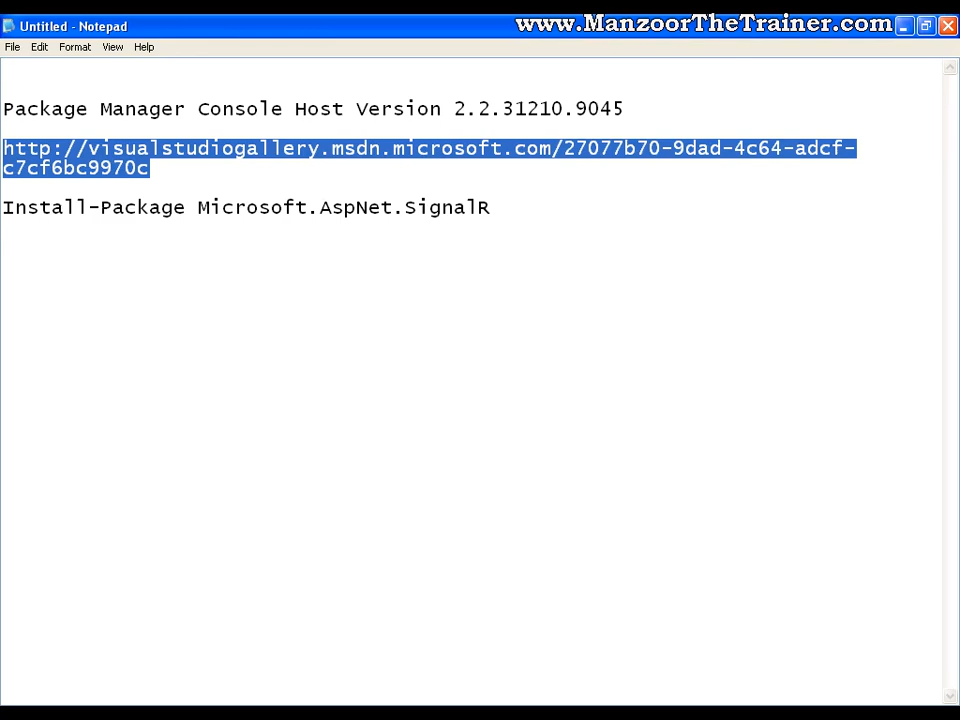 Untitled - Notepad
www.ManzoorTheTrainer.com
File Edit Format View Help
Package Manager Console Host Version 2.2.31210.9045
http://visualstudiogallery.msdn.microsoft.com/27077b70-9dad-4c64-adcf-
c7cf6bc9970c
Install-Package Microsoft.AspNet.SignalR